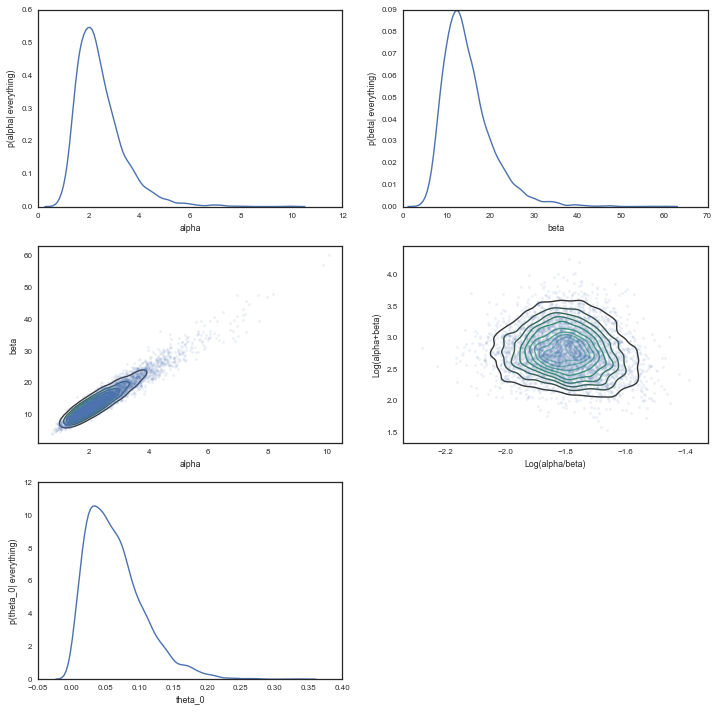 0.6
0.5
0.4
0.3
0.2
0.1
0.0
p(alpha| everything)
0 2 4 6 8 10 12
alpha
0.09
0.08
0.07
0.06
0.05
0.04
0.03
0.02
0.01
0.00
p(beta| everything)
0 10 20 30 40 50 60 70
beta
60
50
40
30
20
10
beta
2 4 6 8 10
alpha
4.0
3.5
3.0
2.5
2.0
1.5
Log(alpha+beta)
−2.2 −2.0 −1.8 −1.6 −1.4
Log(alpha/beta)
12
10
8
6
4
2
0
p(theta_0| everything)
−0.05 0.00 0.05 0.10 0.15 0.20 0.25 0.30 0.35 0.40
theta_0